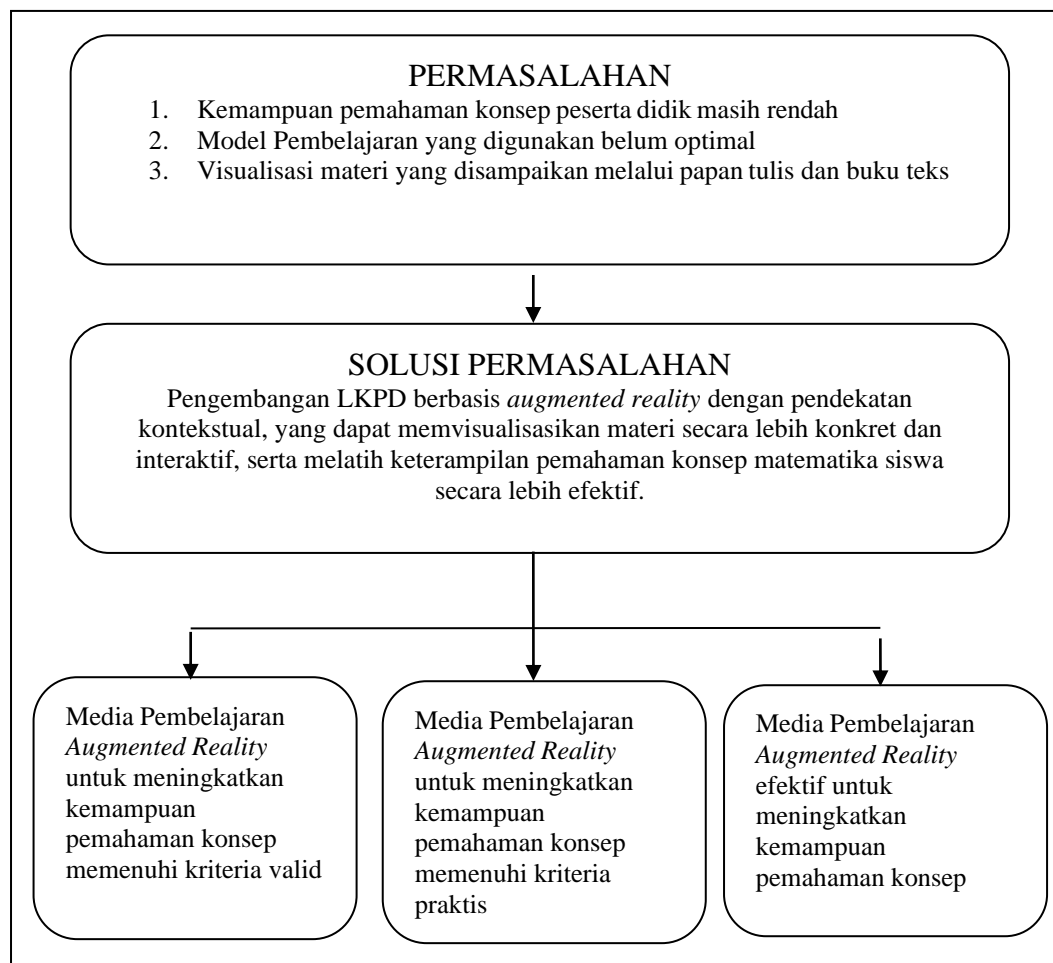 PERMASALAHAN
1. Kemampuan pemahaman konsep peserta didik masih rendah
2. Model Pembelajaran yang digunakan belum optimal
3. Visualisasi materi yang disampaikan melalui papan tulis dan buku teks
SOLUSI PERMASALAHAN
Pengembangan LKPD berbasis augmented reality dengan pendekatan
kontekstual, yang dapat memvisualisasikan materi secara lebih konkret dan
interaktif, serta melatih keterampilan pemahaman konsep matematika siswa
secara lebih efektif.
Media Pembelajaran
Augmented Reality
untuk meningkatkan
kemampuan
pemahaman konsep
memenuhi kriteria valid
Media Pembelajaran
Augmented Reality
untuk meningkatkan
kemampuan
pemahaman konsep
memenuhi kriteria
praktis
Media Pembelajaran
Augmented Reality
efektif untuk
meningkatkan
kemampuan
pemahaman konsep